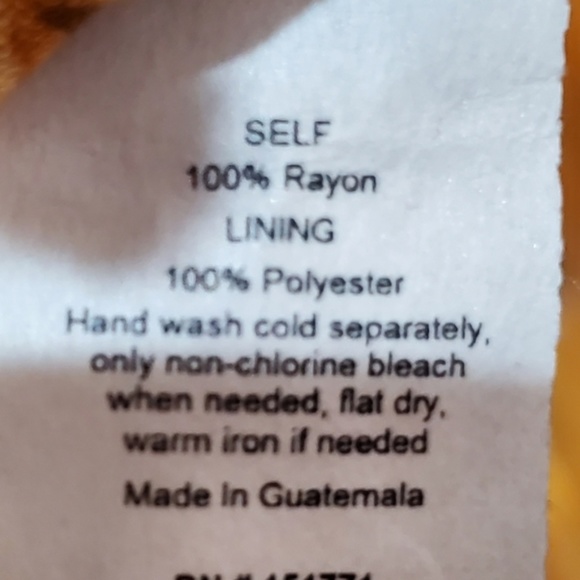 SELF
100% Rayon
LINING
100% Polyester
Hand wash cold separately,
only non-chlorine bleach
when needed, flat dry,
warm iron if needed
Made In Guatemala